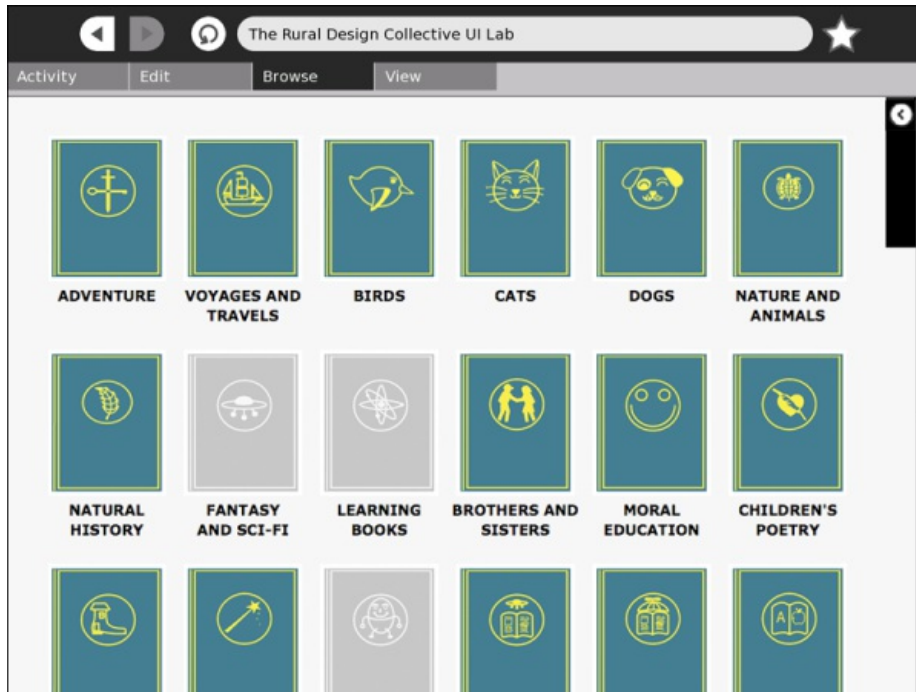 The Rural Design Collective UI Lab
Activity Edit Browse View
ADVENTURE VOYAGES AND BIRDS CATS DOGS NATURE AND
TRAVELS ANIMALS
NATURAL FANTASY LEARNING BROTHERS AND MORAL CHILDREN'S
HISTORY AND SCI-FI BOOKS SISTERS EDUCATION POETRY
A